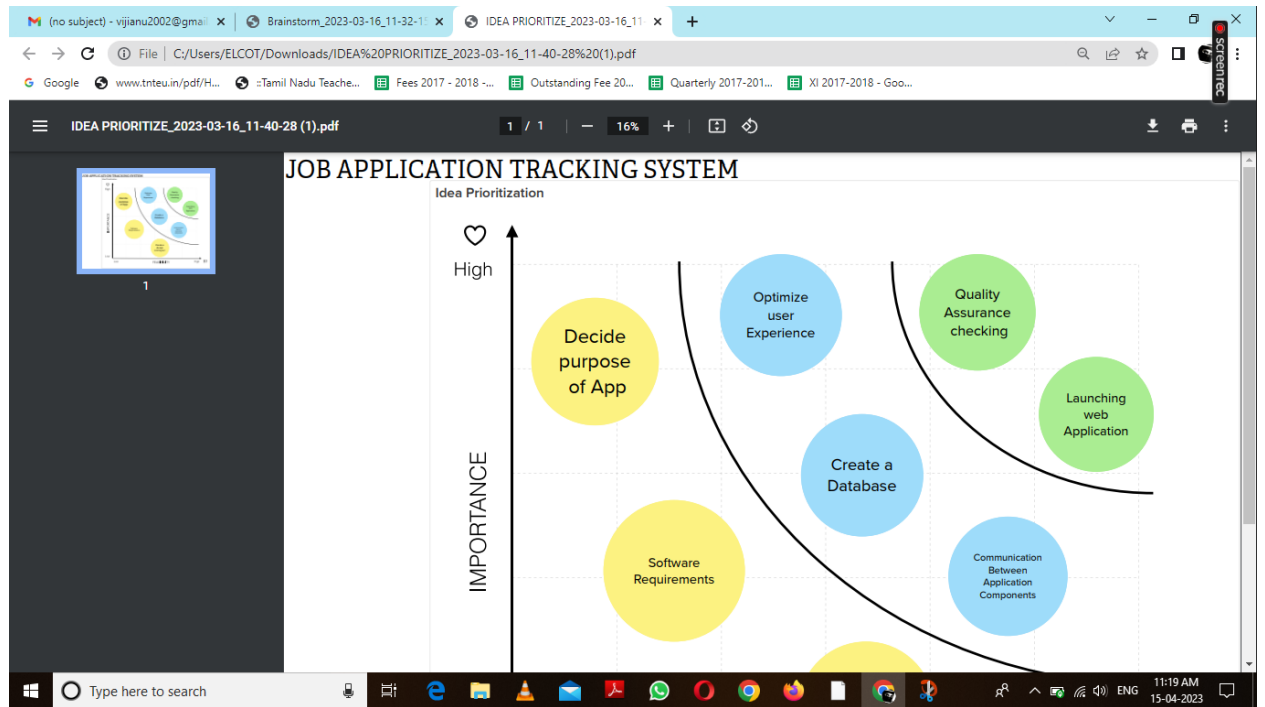 (no subject) - vijianu2002@gmail
Brainstorm_2023-03-16_11-32-1
IDEA PRIORITIZE_2023-03-16_11-
File
C:/Users/ELCOT/Downloads/IDEA%20PRIORITIZE_2023-03-16_11-40-28%20(1).pdf
screenrec
Google
www.tnteu.in/pdf/H...
::Tamil Nadu Teache...
Fees 2017 - 2018 -...
Outstanding Fee 20...
Quarterly 2017-201...
XI 2017-2018 - Goo...
IDEA PRIORITIZE_2023-03-16_11-40-28 (1).pdf
1 / 1
16%
1
JOB APPLICATION TRACKING SYSTEM
Idea Prioritization
High
IMPORTANCE
Decide
purpose
of App
Optimize
user
Experience
Quality
Assurance
checking
Launching
web
Application
Create a
Database
Software
Requirements
Communication
Between
Application
Components
Type here to search
ENG
11:19 AM
15-04-2023